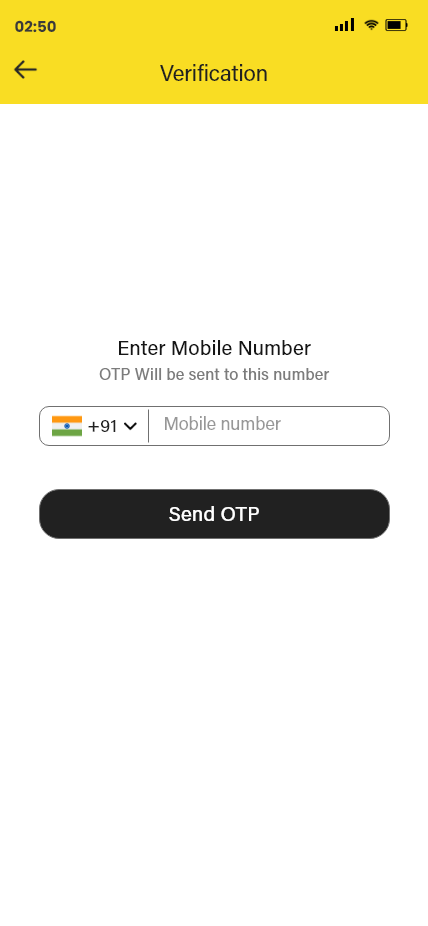 02:50
Verification
Enter Mobile Number
OTP Will be sent to this number
+91 Mobile number
Send OTP